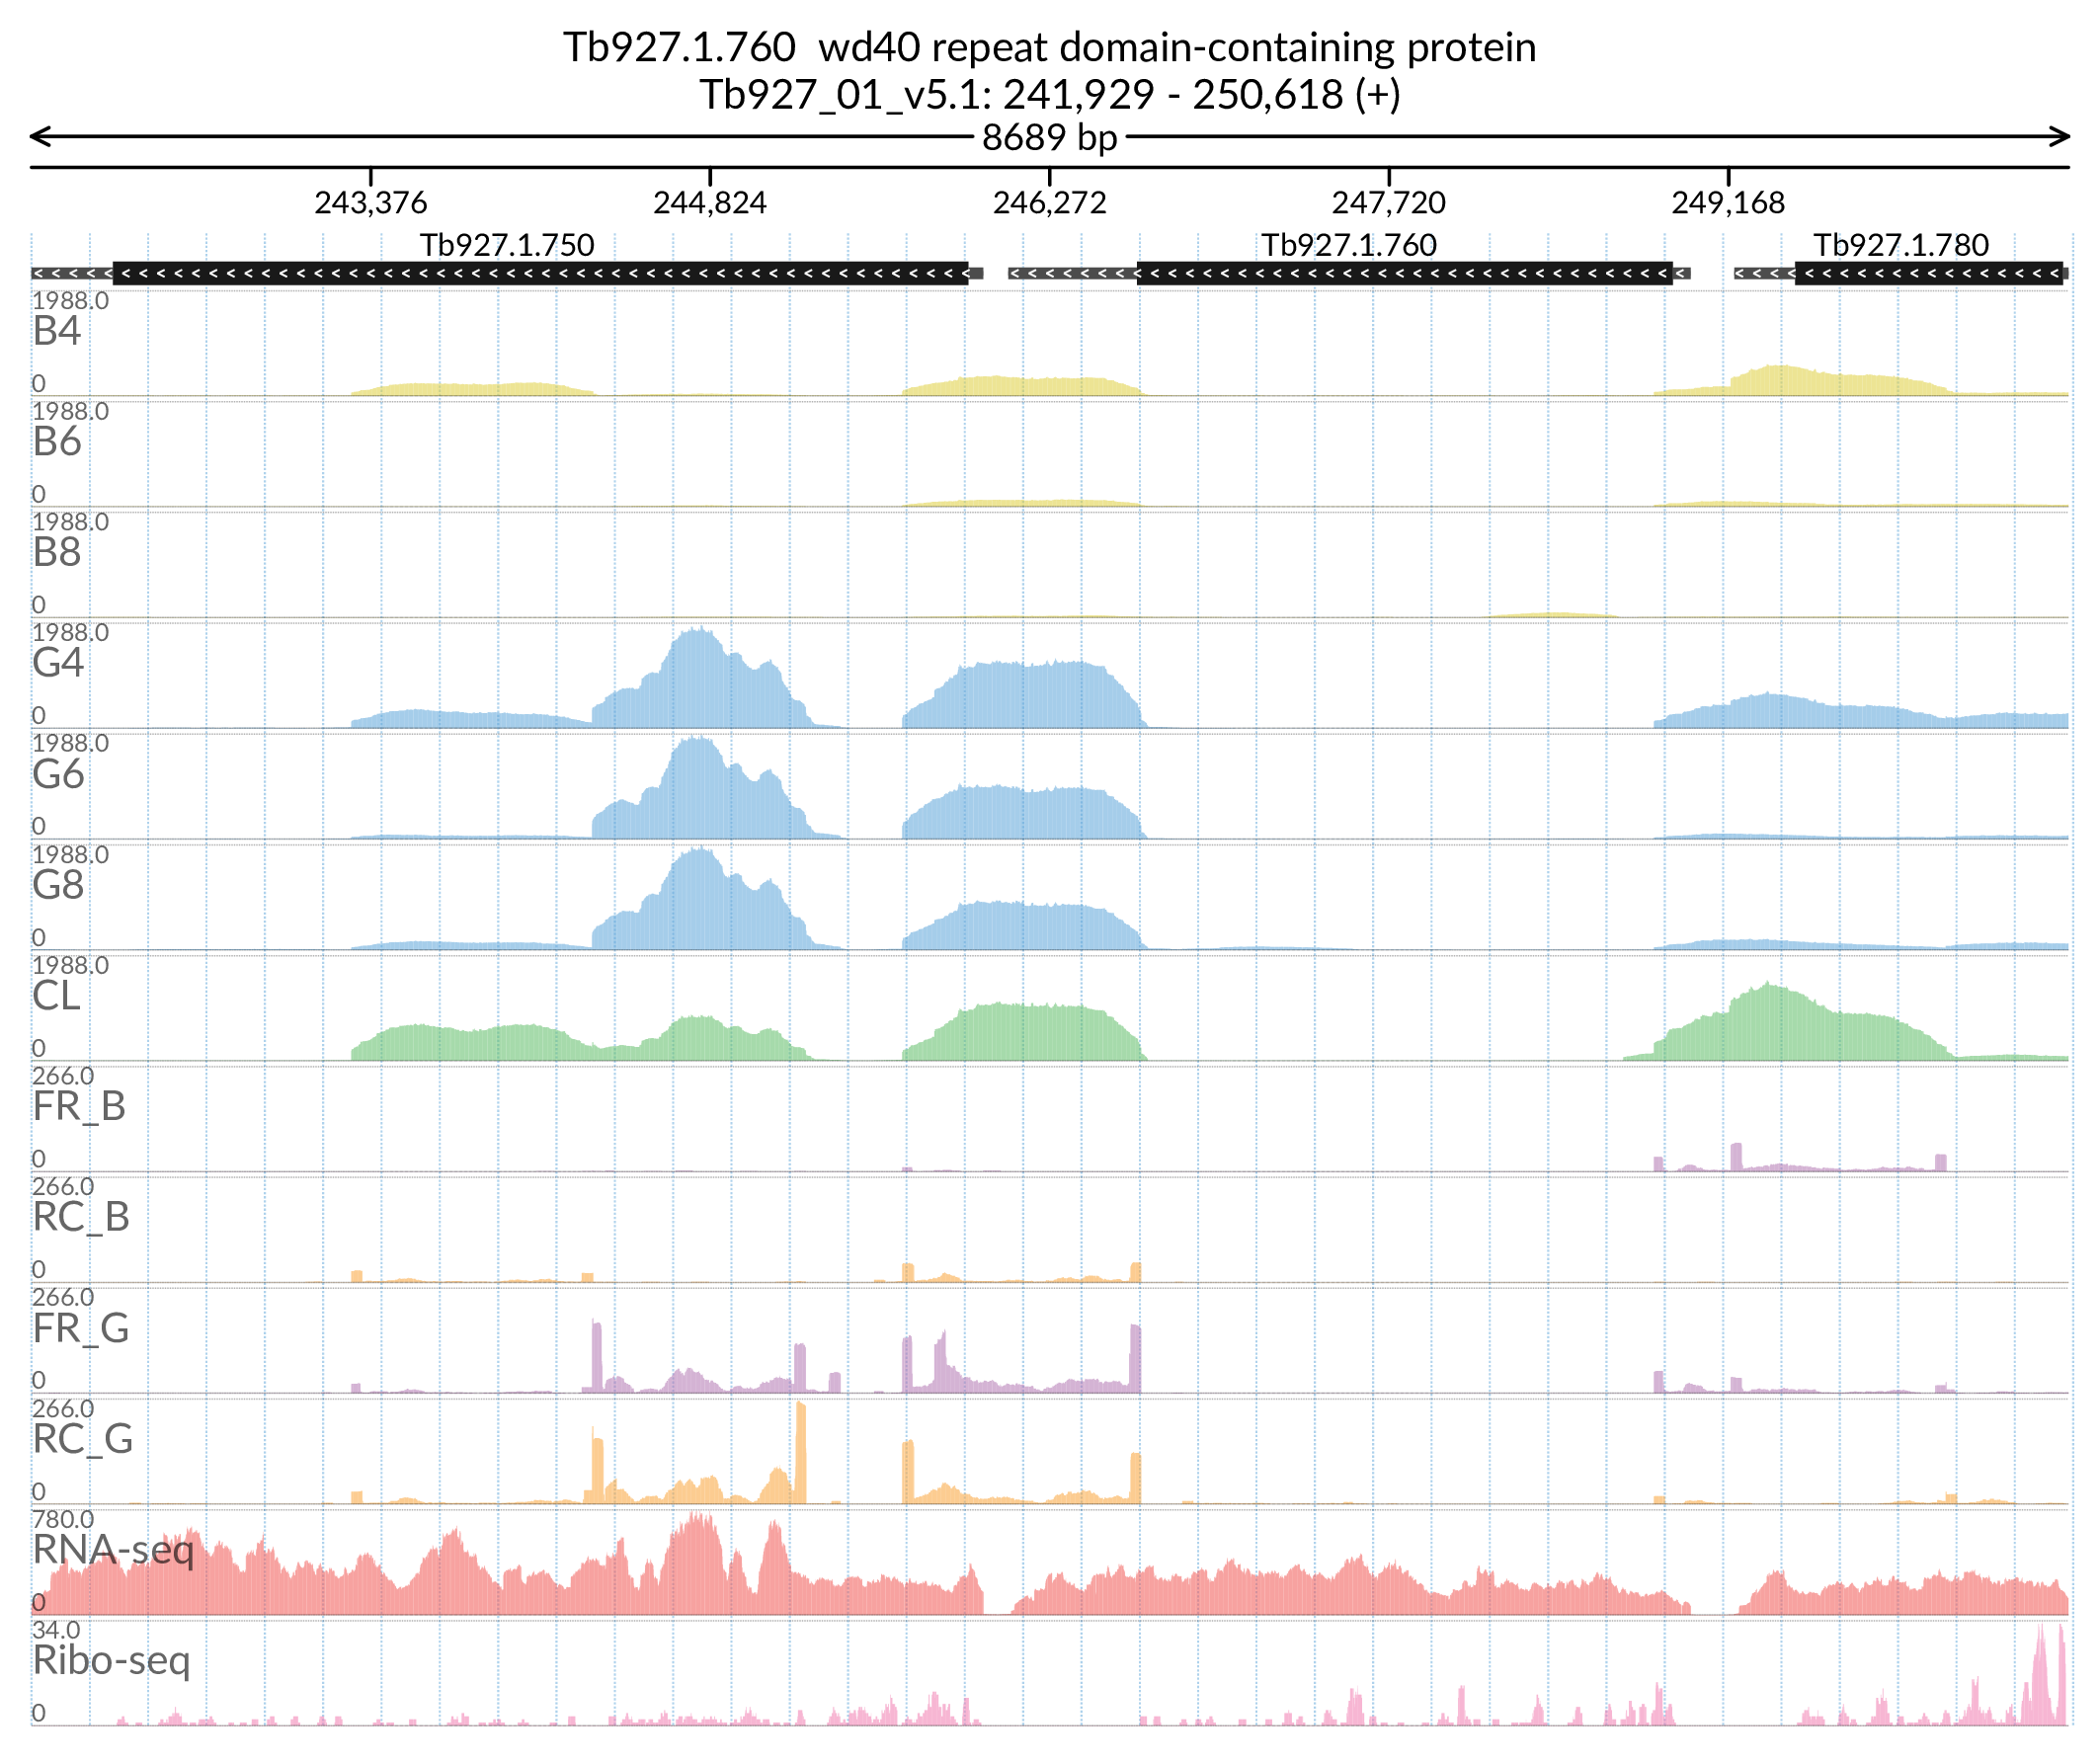 Tb927.1.760  wd40 repeat domain-containing protein
Tb927_01_v5.1: 241,929 - 250,618 (+)
8689 bp
243,376 244,824 246,272 247,720 249,168
Tb927.1.750 Tb927.1.760 Tb927.1.780
1988.0
B4
0
1988.0
B6
0
1988.0
B8
0
1988.0
G4
0
1988.0
G6
0
1988.0
G8
0
1988.0
CL
0
266.0
FR_B
0
266.0
RC_B
0
266.0
FR_G
0
266.0
RC_G
0
780.0
RNA-seq
0
34.0
Ribo-seq
0